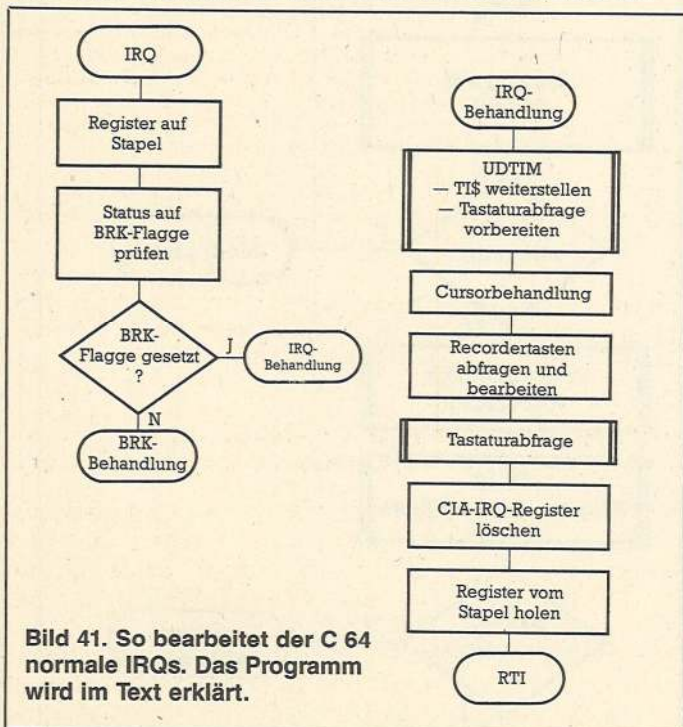 IRQ
Register auf
Stapel
Status auf
BRK-Flagge
prüfen
BRK-
Flagge gesetzt
?
J
IRQ-
Behandlung
N
BRK-
Behandlung
IRQ-
Behandlung
UDTIM
— TI$ weiterstellen
— Tastaturabfrage
vorbereiten
Cursorbehandlung
Recordertasten
abfragen und
bearbeiten
Tastaturabfrage
CIA-IRQ-Register
löschen
Register vom
Stapel holen
RTI
Bild 41. So bearbeitet der C 64
normale IRQs. Das Programm
wird im Text erklärt.